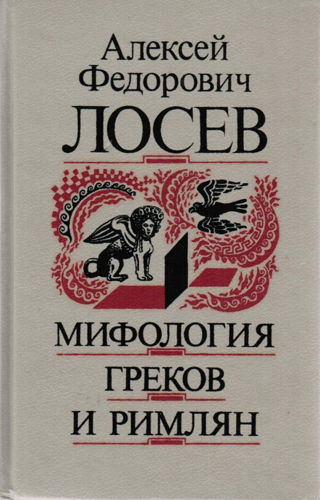 Алексей
Федорович
ЛОСЕВ
МИФОЛОГИЯ
ГРЕКОВ
И РИМЛЯН